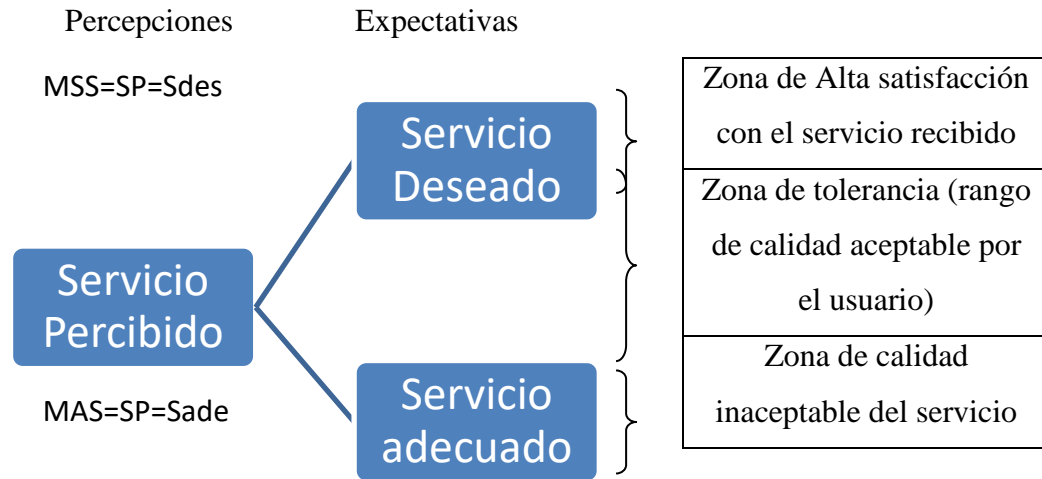 Percepciones
Expectativas
MSS=SP=Sdes
Servicio
Deseado
Servicio
Percibido
MAS=SP=Sade
Servicio
adecuado
Zona de Alta satisfacción
con el servicio recibido
Zona de tolerancia (rango
de calidad aceptable por
el usuario)
Zona de calidad
inaceptable del servicio